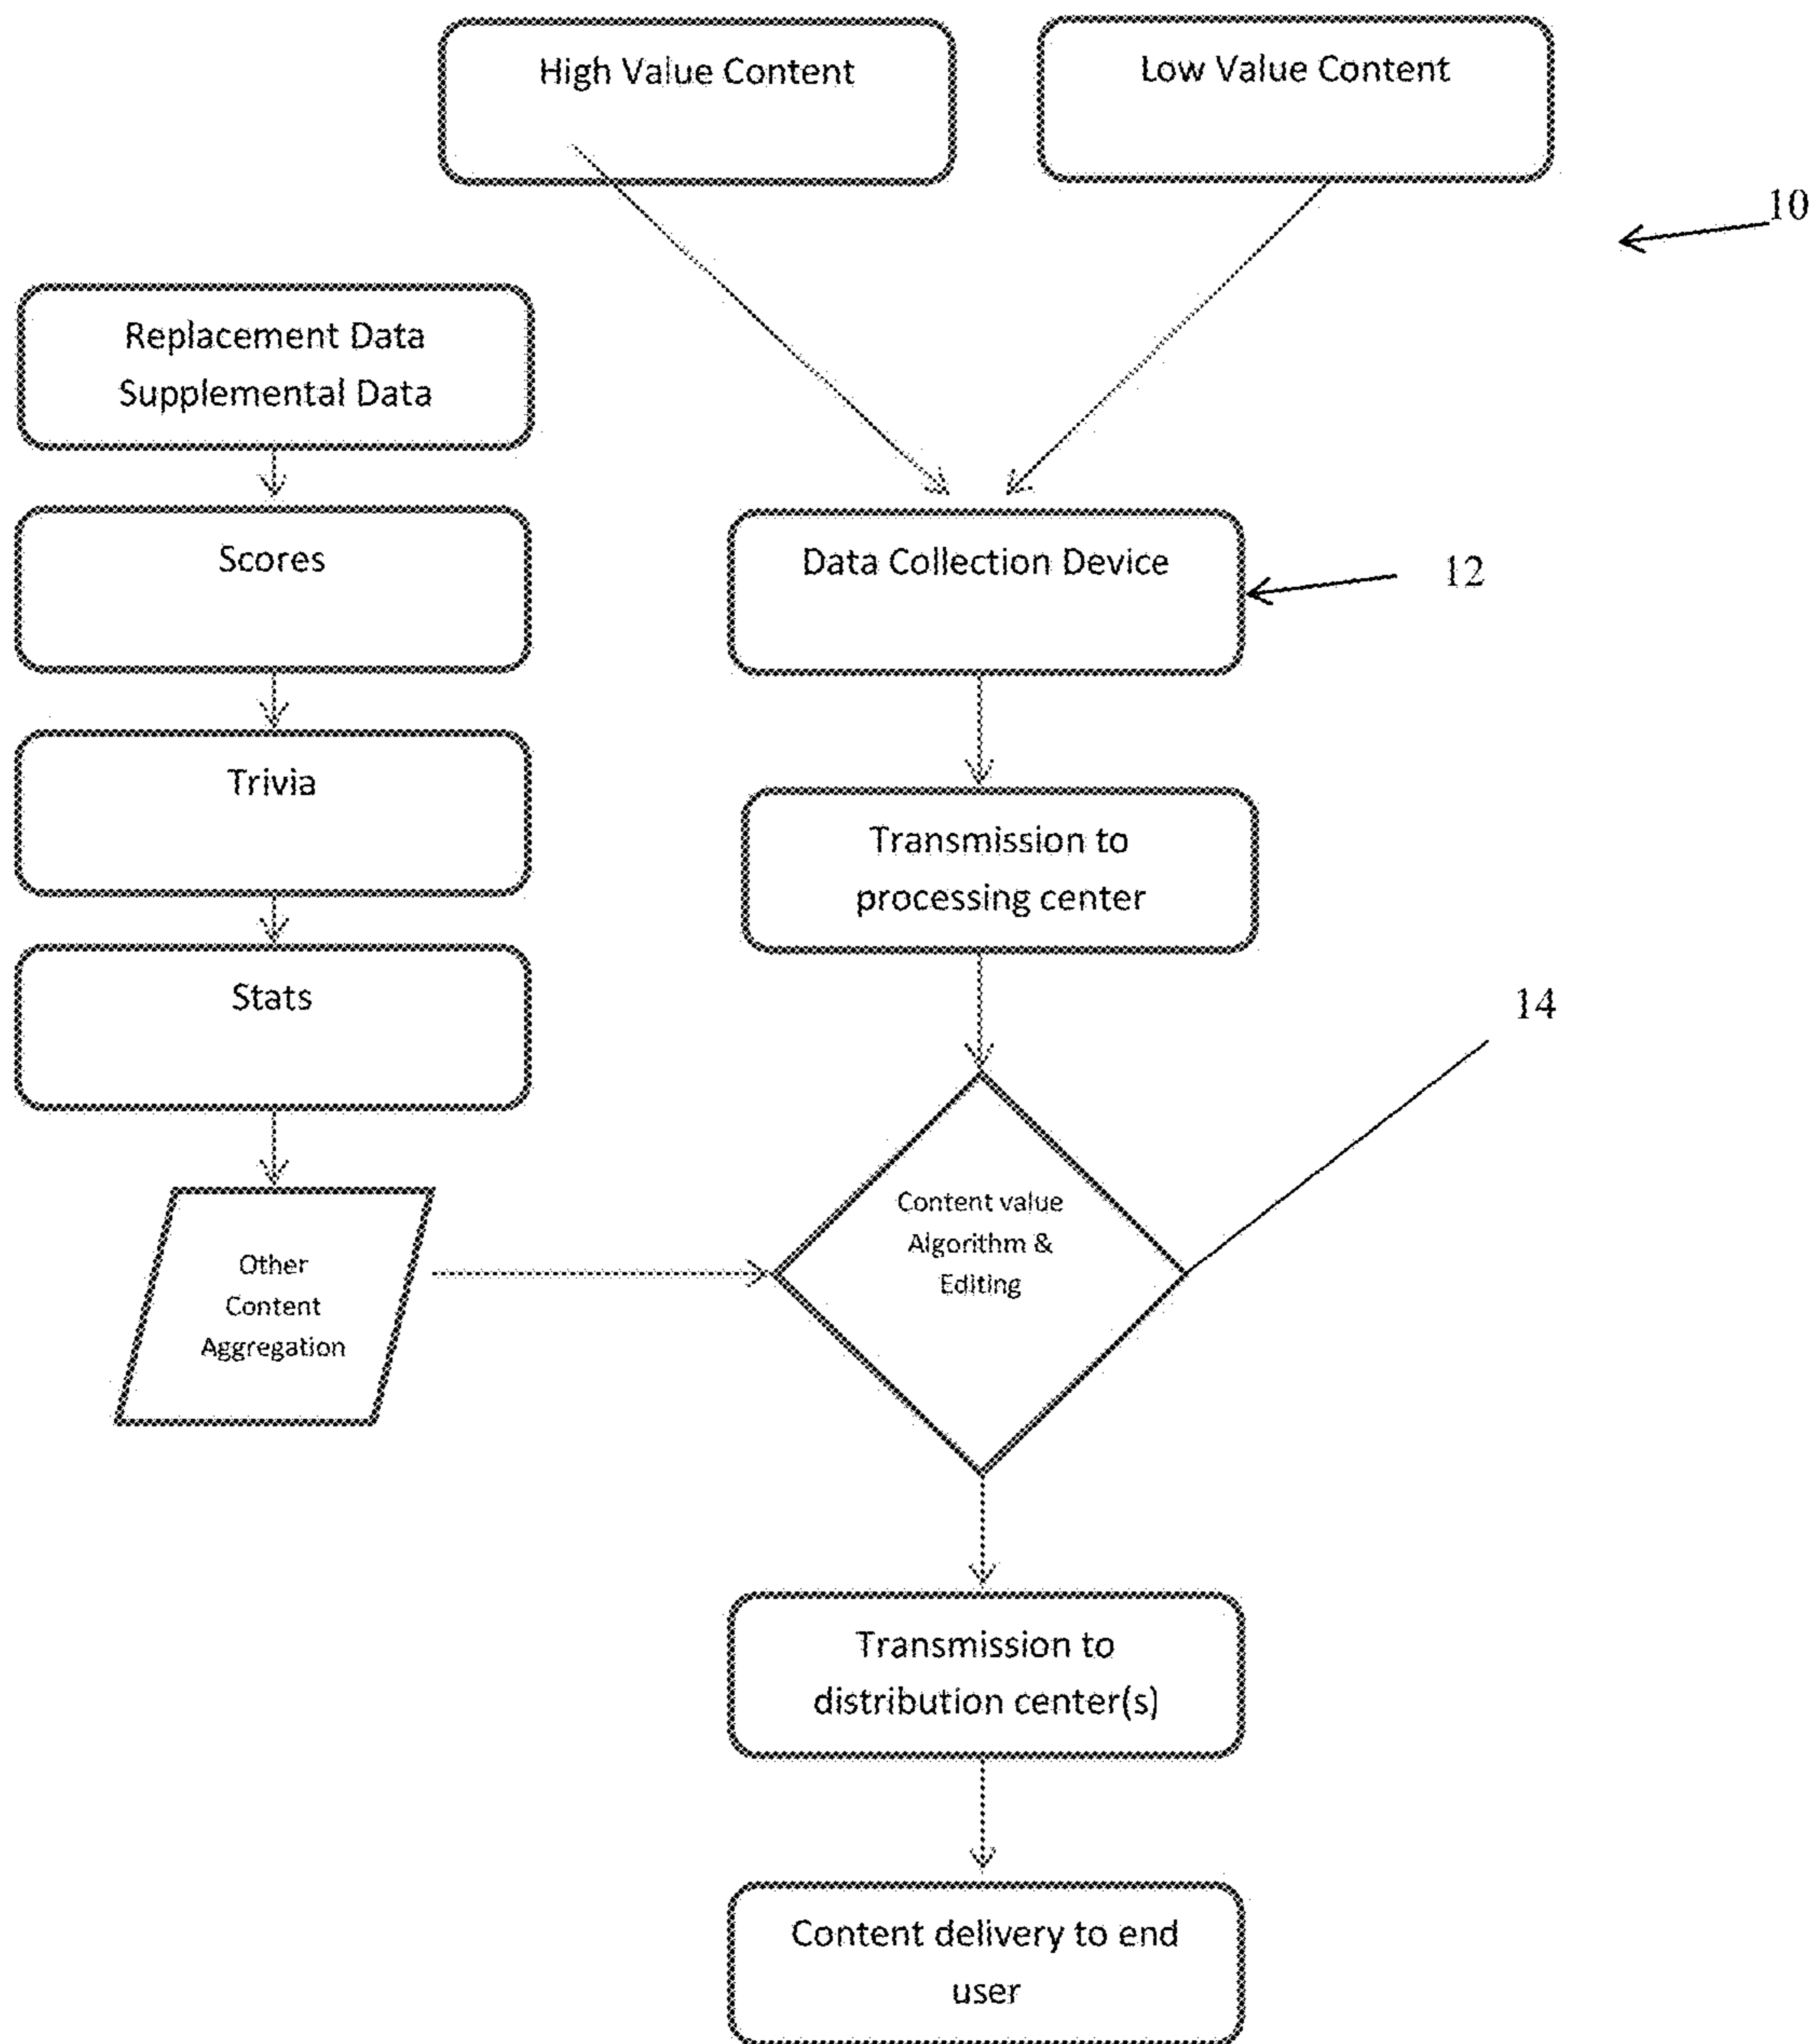 High Value Content
Low Value Content
10
Replacement Data
Supplemental Data
Scores
Data Collection Device
12
Trivia
Transmission to
processing center
Stats
14
Content value
Algorithm &
Editing
Other
Content
Aggregation
Transmission to
distribution center(s)
Content delivery to end
user